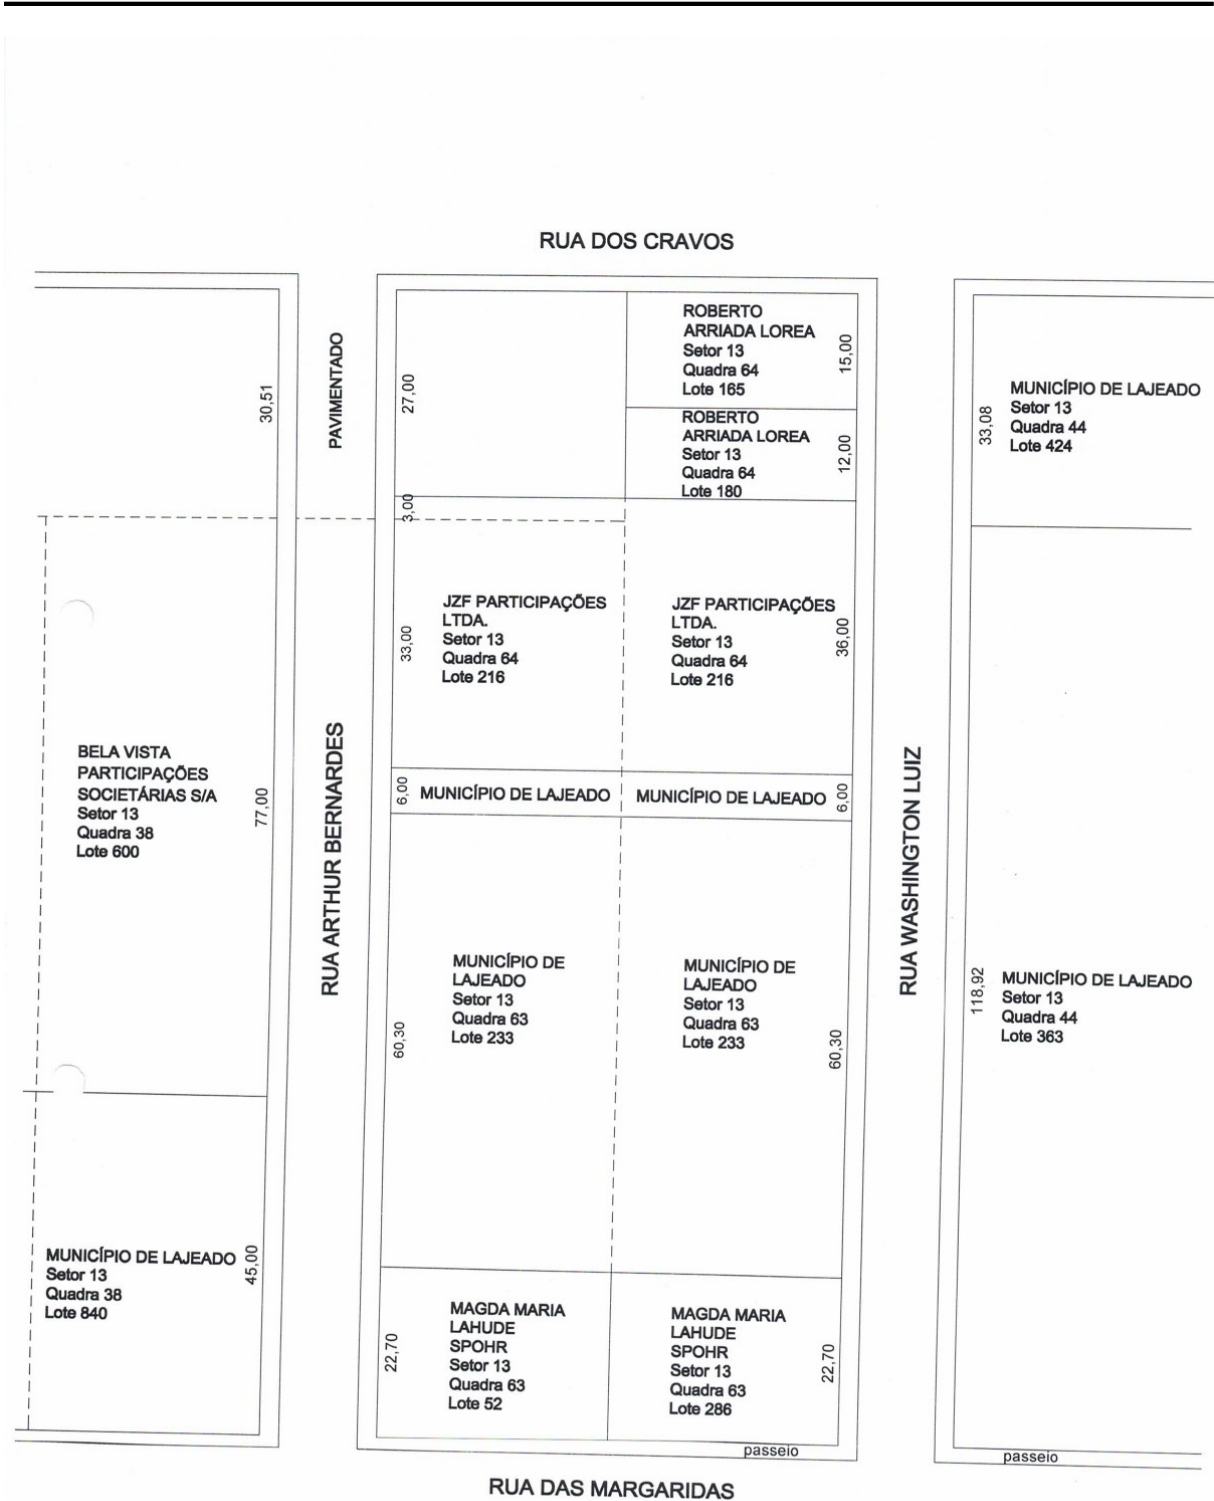 RUA DOS CRAVOS
30,51
PAVIMENTADO
27,00
3,00
ROBERTO
ARRIADA LOREA
Setor 13
Quadra 64
Lote 165
15,00
ROBERTO
ARRIADA LOREA
Setor 13
Quadra 64
Lote 180
12,00
33,08
MUNICÍPIO DE LAJEADO
Setor 13
Quadra 44
Lote 424
33,00
JZF PARTICIPAÇÕES
LTDA.
Setor 13
Quadra 64
Lote 216
JZF PARTICIPAÇÕES
LTDA.
Setor 13
Quadra 64
Lote 216
36,00
BELA VISTA
PARTICIPAÇÕES
SOCIETÁRIAS S/A
Setor 13
Quadra 38
Lote 600
77,00
RUA ARTHUR BERNARDES
6,00
MUNICÍPIO DE LAJEADO
MUNICÍPIO DE LAJEADO
6,00
RUA WASHINGTON LUIZ
60,30
MUNICÍPIO DE
LAJEADO
Setor 13
Quadra 63
Lote 233
MUNICÍPIO DE
LAJEADO
Setor 13
Quadra 63
Lote 233
60,30
118,92
MUNICÍPIO DE LAJEADO
Setor 13
Quadra 44
Lote 363
MUNICÍPIO DE LAJEADO
Setor 13
Quadra 38
Lote 840
45,00
22,70
MAGDA MARIA
LAHUDE
SPOHR
Setor 13
Quadra 63
Lote 52
MAGDA MARIA
LAHUDE
SPOHR
Setor 13
Quadra 63
Lote 286
22,70
passeio
passeio
RUA DAS MARGARIDAS